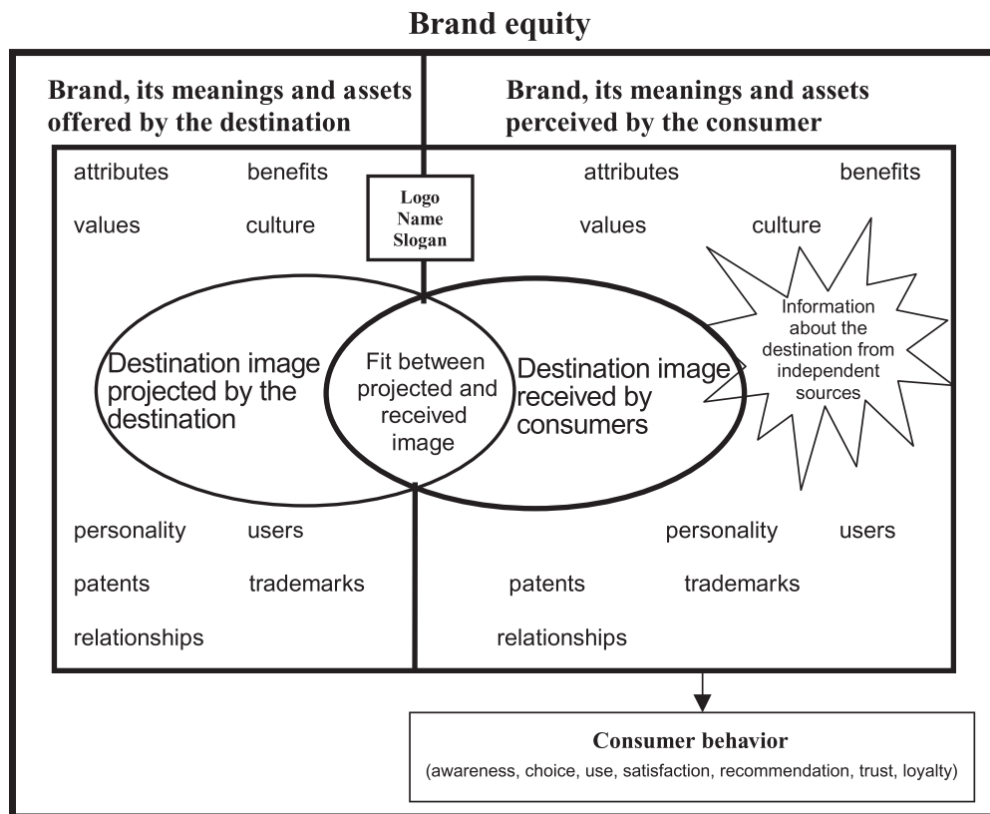 Brand equity
Brand, its meanings and assets
offered by the destination
Brand, its meanings and assets
perceived by the consumer
attributes benefits
values culture
Logo
Name
Slogan
attributes benefits
values culture
Destination image
projected by the
destination
Fit between
projected and
received
image
Destination image
received by
consumers
Information
about the
destination from
independent
sources
personality users
patents trademarks
relationships
personality users
patents trademarks
relationships
Consumer behavior
(awareness, choice, use, satisfaction, recommendation, trust, loyalty)